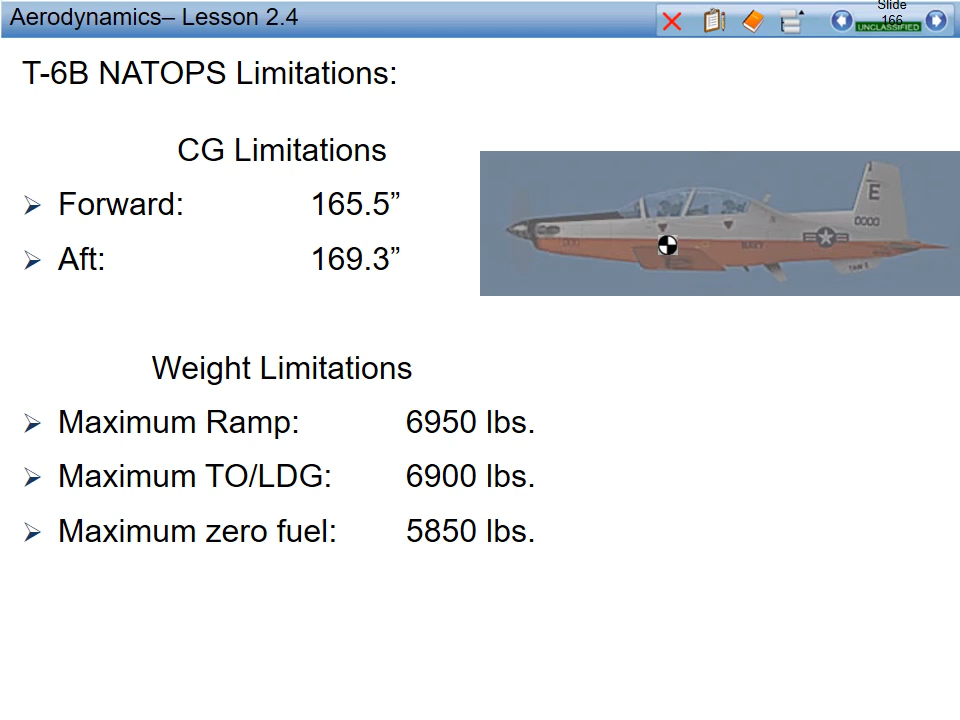 Aerodynamics– Lesson 2.4
Slide
166
UNCLASSIFIED
T-6B NATOPS Limitations:
CG Limitations
➢ Forward: 165.5”
➢ Aft: 169.3”
E
0000
NAVY
Weight Limitations
➢ Maximum Ramp: 6950 lbs.
➢ Maximum TO/LDG: 6900 lbs.
➢ Maximum zero fuel: 5850 lbs.